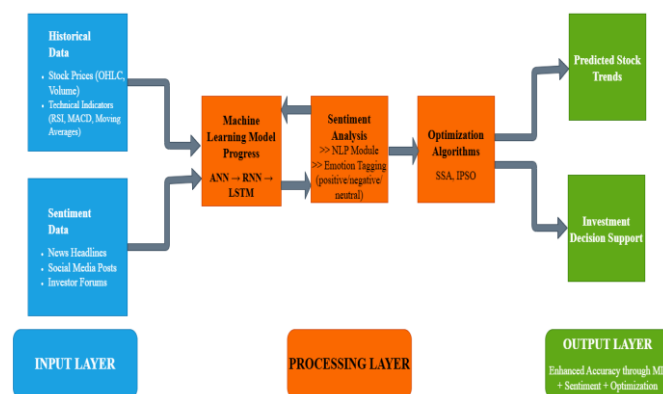 Historical
Data
• Stock Prices (OHLC,
Volume)
• Technical Indicators
(RSI, MACD, Moving
Averages)
Sentiment
Data
• News Headlines
• Social Media Posts
• Investor Forums
Machine
Learning Model
Progress
ANN → RNN →
LSTM
Sentiment
Analysis
>> NLP Module
>> Emotion Tagging
(positive/negative/
neutral)
Optimization
Algorithms
SSA, IPSO
Predicted Stock
Trends
Investment
Decision Support
INPUT LAYER
PROCESSING LAYER
OUTPUT LAYER
Enhanced Accuracy through ML
+ Sentiment + Optimization